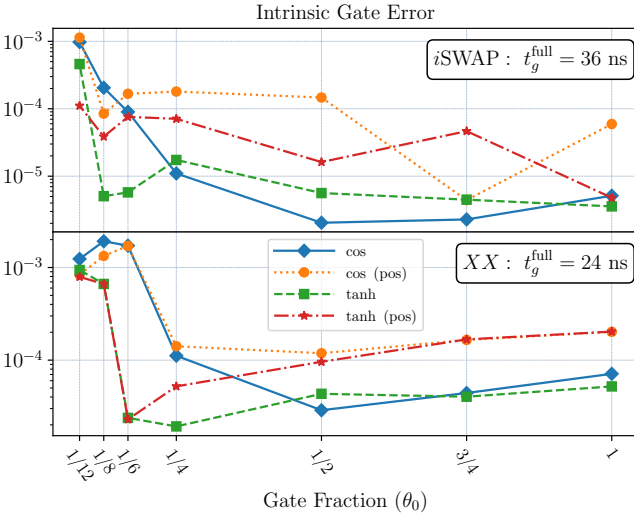 Intrinsic Gate Error
10⁻³
10⁻⁴
10⁻⁵
iSWAP : t_g^full = 36 ns
10⁻³
10⁻⁴
cos
cos (pos)
tanh
tanh (pos)
XX : t_g^full = 24 ns
1/12
1/8
1/6
1/4
1/2
3/4
1
Gate Fraction (θ₀)